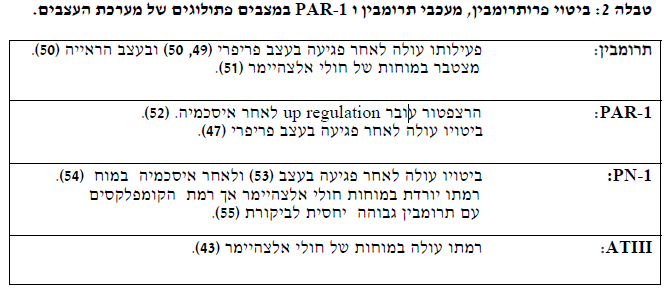 טבלה 2: ביטוי פרותרומבין, מעכבי תרומבין ו PAR-1 במצבים פתולוגים של מערכת העצבים.
תרומבין: פעילותו עולה לאחר פגיעה בעצב פריפרי (49, 50) ובעצב הראייה (50).
מצטבר במוחות של חולי אלצהיימר (51).
PAR-1: הרצפטור עובר up regulation לאחר איסכמיה. (52).
ביטויו עולה לאחר פגיעה בעצב פריפרי (47).
PN-1: ביטויו עולה לאחר פגיעה בעצב (53) ולאחר איסכמיה במוח (54).
רמתו יורדת במוחות חולי אלצהיימר אך רמת הקומפלקסים
עם תרומבין גבוהה יחסית לביקורת (55).
ATIII: רמתו עולה במוחות של חולי אלצהיימר (43).